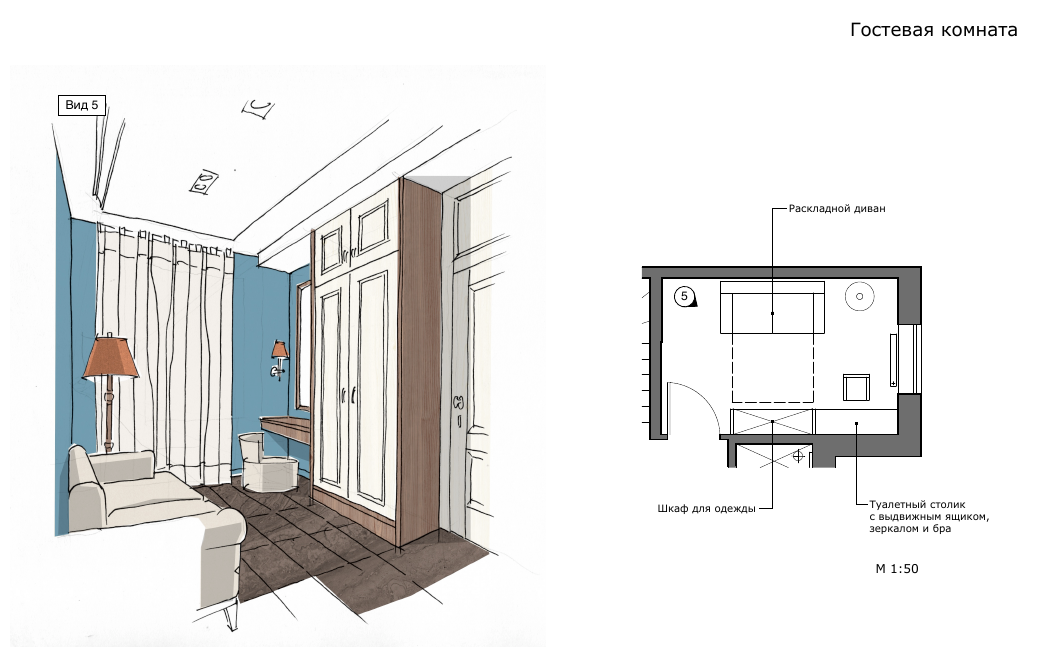 Гостевая комната
Вид 5
Раскладной диван
5
Шкаф для одежды
Туалетный столик
с выдвижным ящиком,
зеркалом и бра
М 1:50